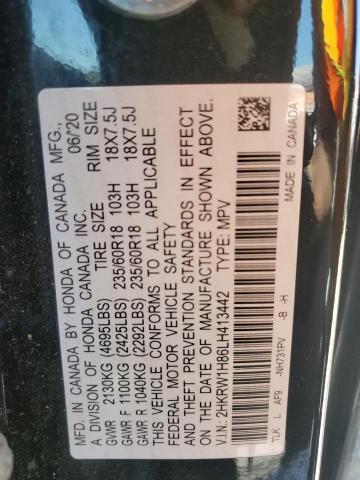 MFD. IN CANADA BY HONDA OF CANADA MFG.,
A DIVISION OF HONDA CANADA INC. 06/20
TIRE SIZE RIM SIZE
GVWR 2130KG (4695LBS)
GAWR F 1100KG (2425LBS) 235/60R18 103H 18X7.5J
GAWR R 1040KG (2292LBS) 235/60R18 103H 18X7.5J
THIS VEHICLE CONFORMS TO ALL APPLICABLE
FEDERAL MOTOR VEHICLE SAFETY
AND THEFT PREVENTION STANDARDS IN EFFECT
ON THE DATE OF MANUFACTURE SHOWN ABOVE.
V.I.N: 2HKRW1H86LH413442 TYPE: MPV
TLK L AF9 -NH731PV -B -H MADE IN CANADA